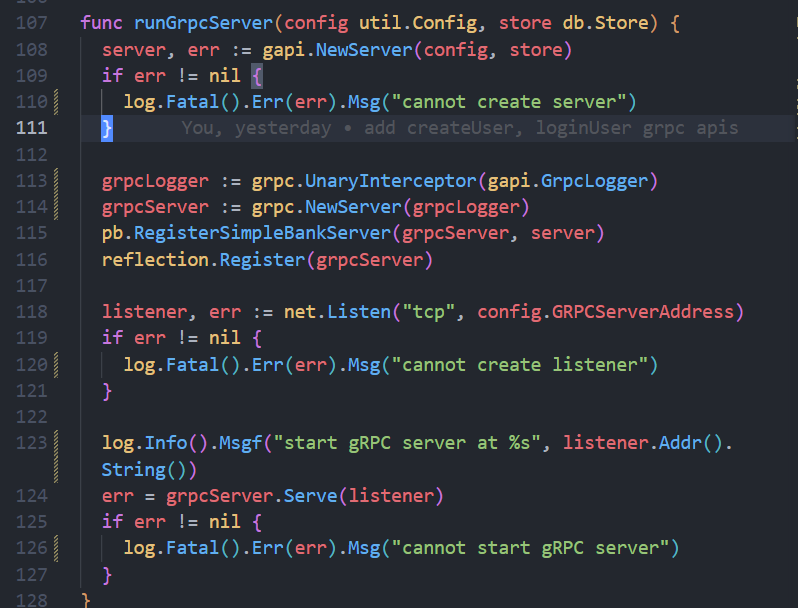 107 func runGrpcServer(config util.Config, store db.Store) {
108 server, err := gapi.NewServer(config, store)
109 if err != nil {
110 log.Fatal().Err(err).Msg("cannot create server")
111 } You, yesterday • add createUser, loginUser grpc apis
112
113 grpcLogger := grpc.UnaryInterceptor(gapi.GrpcLogger)
114 grpcServer := grpc.NewServer(grpcLogger)
115 pb.RegisterSimpleBankServer(grpcServer, server)
116 reflection.Register(grpcServer)
117
118 listener, err := net.Listen("tcp", config.GRPCServerAddress)
119 if err != nil {
120 log.Fatal().Err(err).Msg("cannot create listener")
121 }
122
123 log.Info().Msgf("start gRPC server at %s", listener.Addr().
String())
124 err = grpcServer.Serve(listener)
125 if err != nil {
126 log.Fatal().Err(err).Msg("cannot start gRPC server")
127 }
128 }